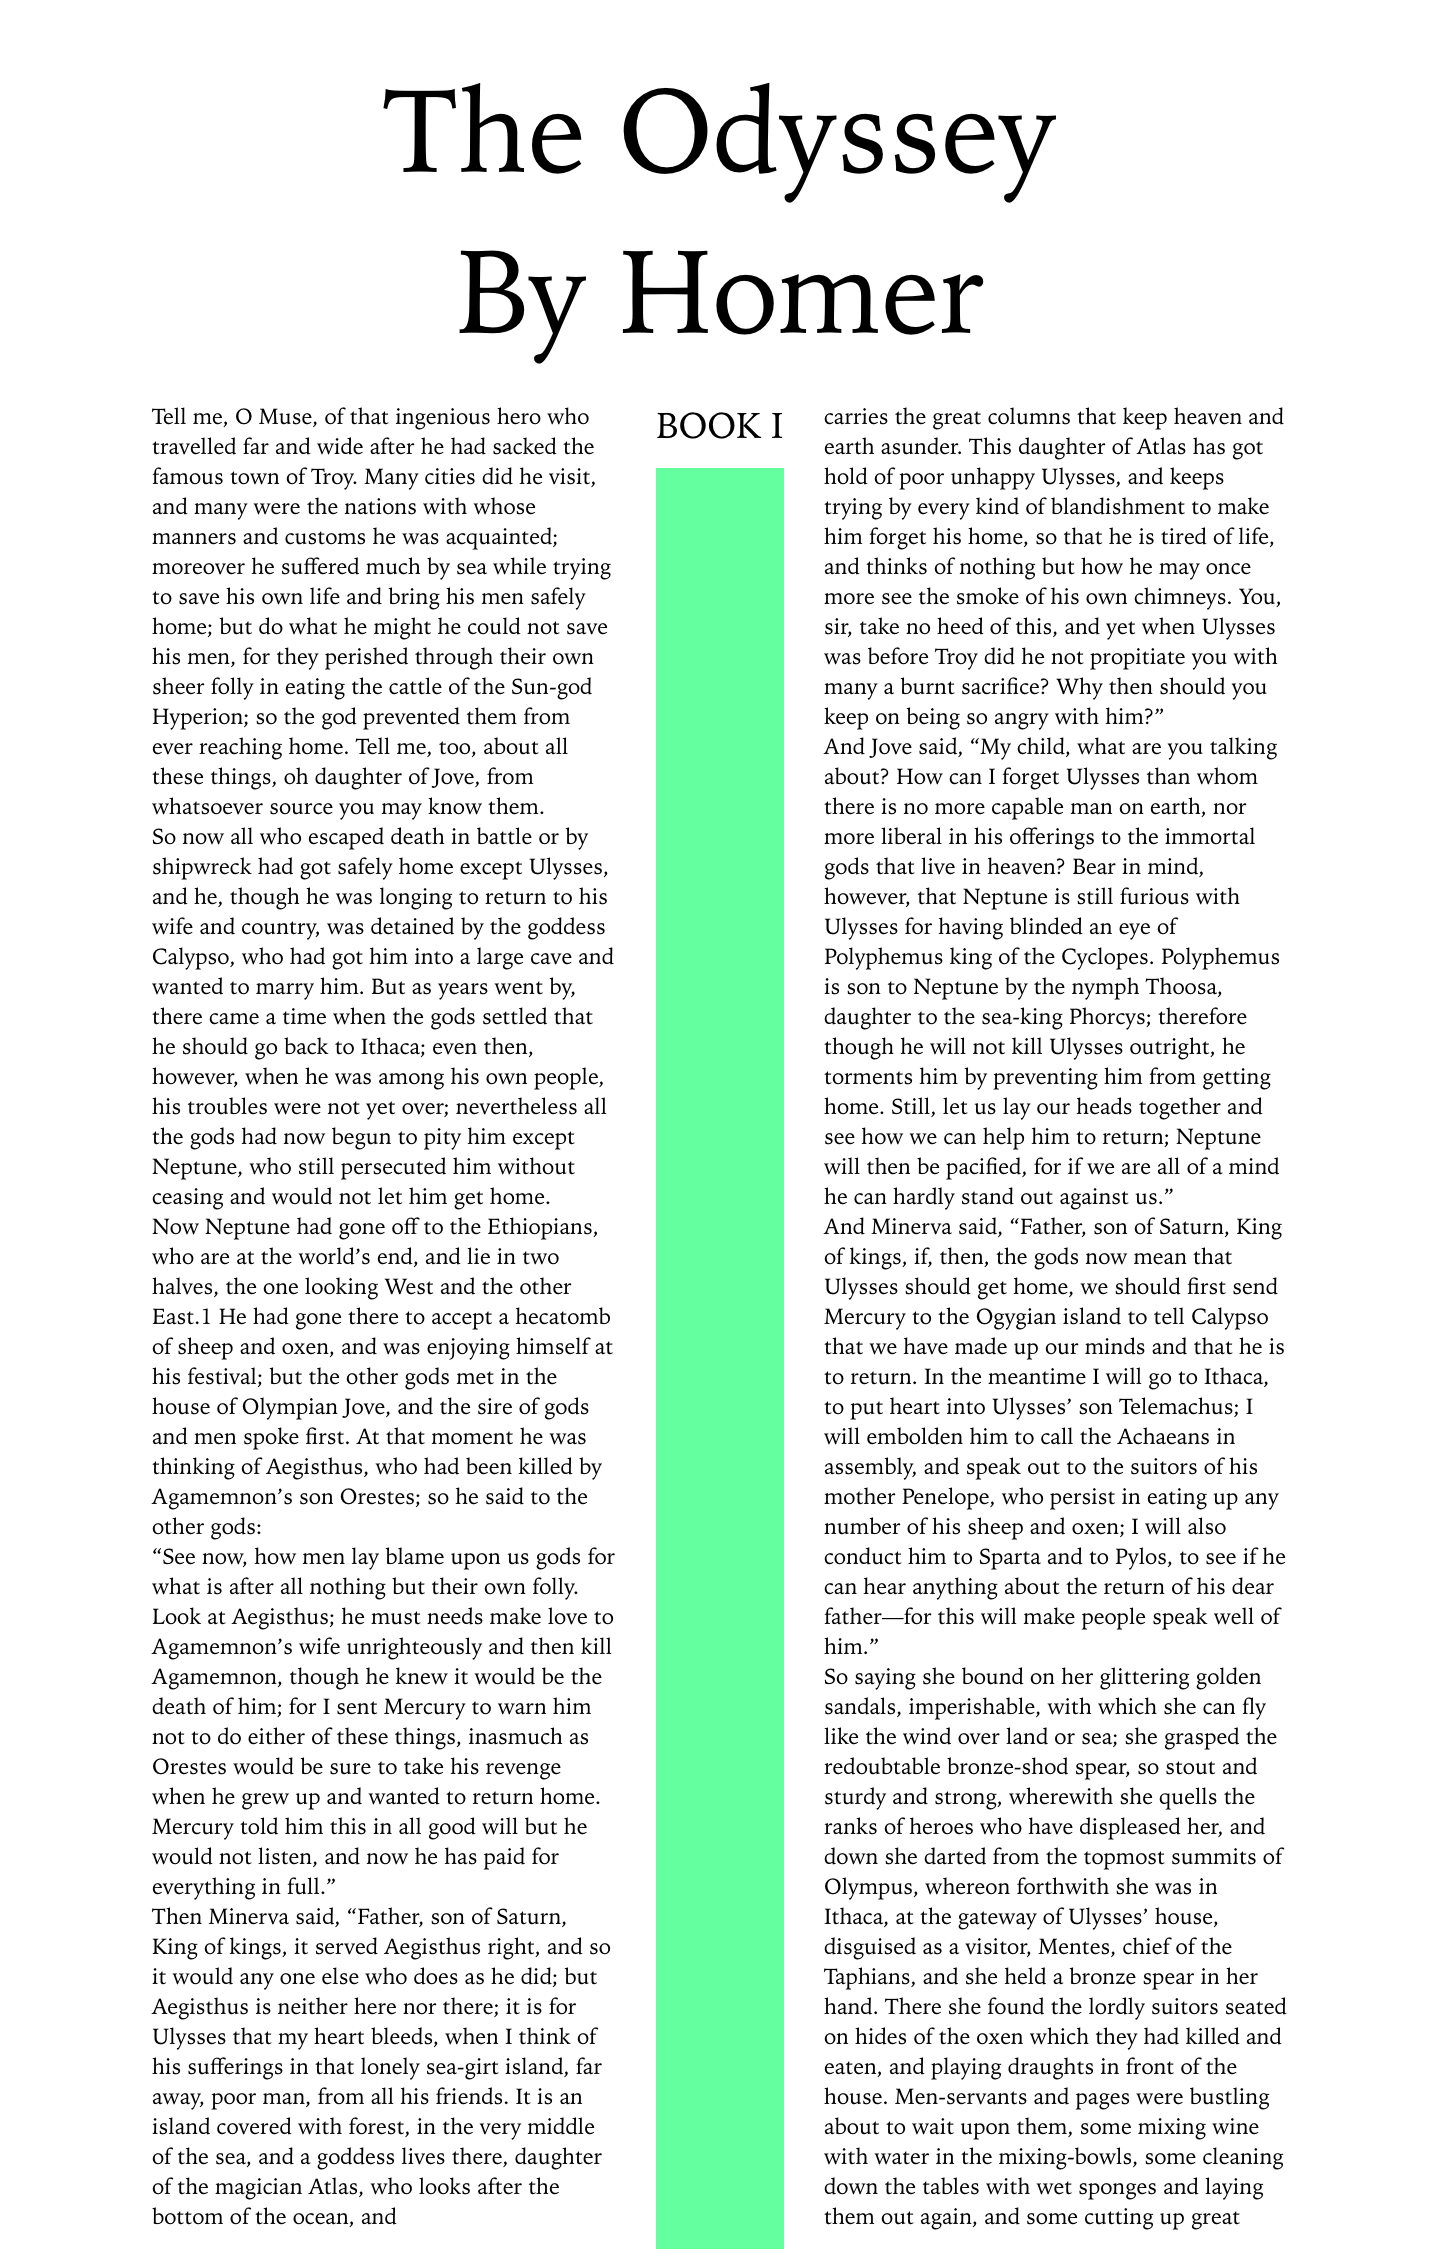 The Odyssey
By Homer
Tell me, O Muse, of that ingenious hero who
travelled far and wide after he had sacked the
famous town of Troy. Many cities did he visit,
and many were the nations with whose
manners and customs he was acquainted;
moreover he suffered much by sea while trying
to save his own life and bring his men safely
home; but do what he might he could not save
his men, for they perished through their own
sheer folly in eating the cattle of the Sun-god
Hyperion; so the god prevented them from
ever reaching home. Tell me, too, about all
these things, oh daughter of Jove, from
whatsoever source you may know them.
So now all who escaped death in battle or by
shipwreck had got safely home except Ulysses,
and he, though he was longing to return to his
wife and country, was detained by the goddess
Calypso, who had got him into a large cave and
wanted to marry him. But as years went by,
there came a time when the gods settled that
he should go back to Ithaca; even then,
however, when he was among his own people,
his troubles were not yet over; nevertheless all
the gods had now begun to pity him except
Neptune, who still persecuted him without
ceasing and would not let him get home.
Now Neptune had gone off to the Ethiopians,
who are at the world’s end, and lie in two
halves, the one looking West and the other
East.1 He had gone there to accept a hecatomb
of sheep and oxen, and was enjoying himself at
his festival; but the other gods met in the
house of Olympian Jove, and the sire of gods
and men spoke first. At that moment he was
thinking of Aegisthus, who had been killed by
Agamemnon’s son Orestes; so he said to the
other gods:
“See now, how men lay blame upon us gods for
what is after all nothing but their own folly.
Look at Aegisthus; he must needs make love to
Agamemnon’s wife unrighteously and then kill
Agamemnon, though he knew it would be the
death of him; for I sent Mercury to warn him
not to do either of these things, inasmuch as
Orestes would be sure to take his revenge
when he grew up and wanted to return home.
Mercury told him this in all good will but he
would not listen, and now he has paid for
everything in full.”
Then Minerva said, “Father, son of Saturn,
King of kings, it served Aegisthus right, and so
it would any one else who does as he did; but
Aegisthus is neither here nor there; it is for
Ulysses that my heart bleeds, when I think of
his sufferings in that lonely sea-girt island, far
away, poor man, from all his friends. It is an
island covered with forest, in the very middle
of the sea, and a goddess lives there, daughter
of the magician Atlas, who looks after the
bottom of the ocean, and
BOOK I
carries the great columns that keep heaven and
earth asunder. This daughter of Atlas has got
hold of poor unhappy Ulysses, and keeps
trying by every kind of blandishment to make
him forget his home, so that he is tired of life,
and thinks of nothing but how he may once
more see the smoke of his own chimneys. You,
sir, take no heed of this, and yet when Ulysses
was before Troy did he not propitiate you with
many a burnt sacrifice? Why then should you
keep on being so angry with him?”
And Jove said, “My child, what are you talking
about? How can I forget Ulysses than whom
there is no more capable man on earth, nor
more liberal in his offerings to the immortal
gods that live in heaven? Bear in mind,
however, that Neptune is still furious with
Ulysses for having blinded an eye of
Polyphemus king of the Cyclopes. Polyphemus
is son to Neptune by the nymph Thoosa,
daughter to the sea-king Phorcys; therefore
though he will not kill Ulysses outright, he
torments him by preventing him from getting
home. Still, let us lay our heads together and
see how we can help him to return; Neptune
will then be pacified, for if we are all of a mind
he can hardly stand out against us.”
And Minerva said, “Father, son of Saturn, King
of kings, if, then, the gods now mean that
Ulysses should get home, we should first send
Mercury to the Ogygian island to tell Calypso
that we have made up our minds and that he is
to return. In the meantime I will go to Ithaca,
to put heart into Ulysses’ son Telemachus; I
will embolden him to call the Achaeans in
assembly, and speak out to the suitors of his
mother Penelope, who persist in eating up any
number of his sheep and oxen; I will also
conduct him to Sparta and to Pylos, to see if he
can hear anything about the return of his dear
father—for this will make people speak well of
him.”
So saying she bound on her glittering golden
sandals, imperishable, with which she can fly
like the wind over land or sea; she grasped the
redoubtable bronze-shod spear, so stout and
sturdy and strong, wherewith she quells the
ranks of heroes who have displeased her, and
down she darted from the topmost summits of
Olympus, whereon forthwith she was in
Ithaca, at the gateway of Ulysses’ house,
disguised as a visitor, Mentes, chief of the
Taphians, and she held a bronze spear in her
hand. There she found the lordly suitors seated
on hides of the oxen which they had killed and
eaten, and playing draughts in front of the
house. Men-servants and pages were bustling
about to wait upon them, some mixing wine
with water in the mixing-bowls, some cleaning
down the tables with wet sponges and laying
them out again, and some cutting up great